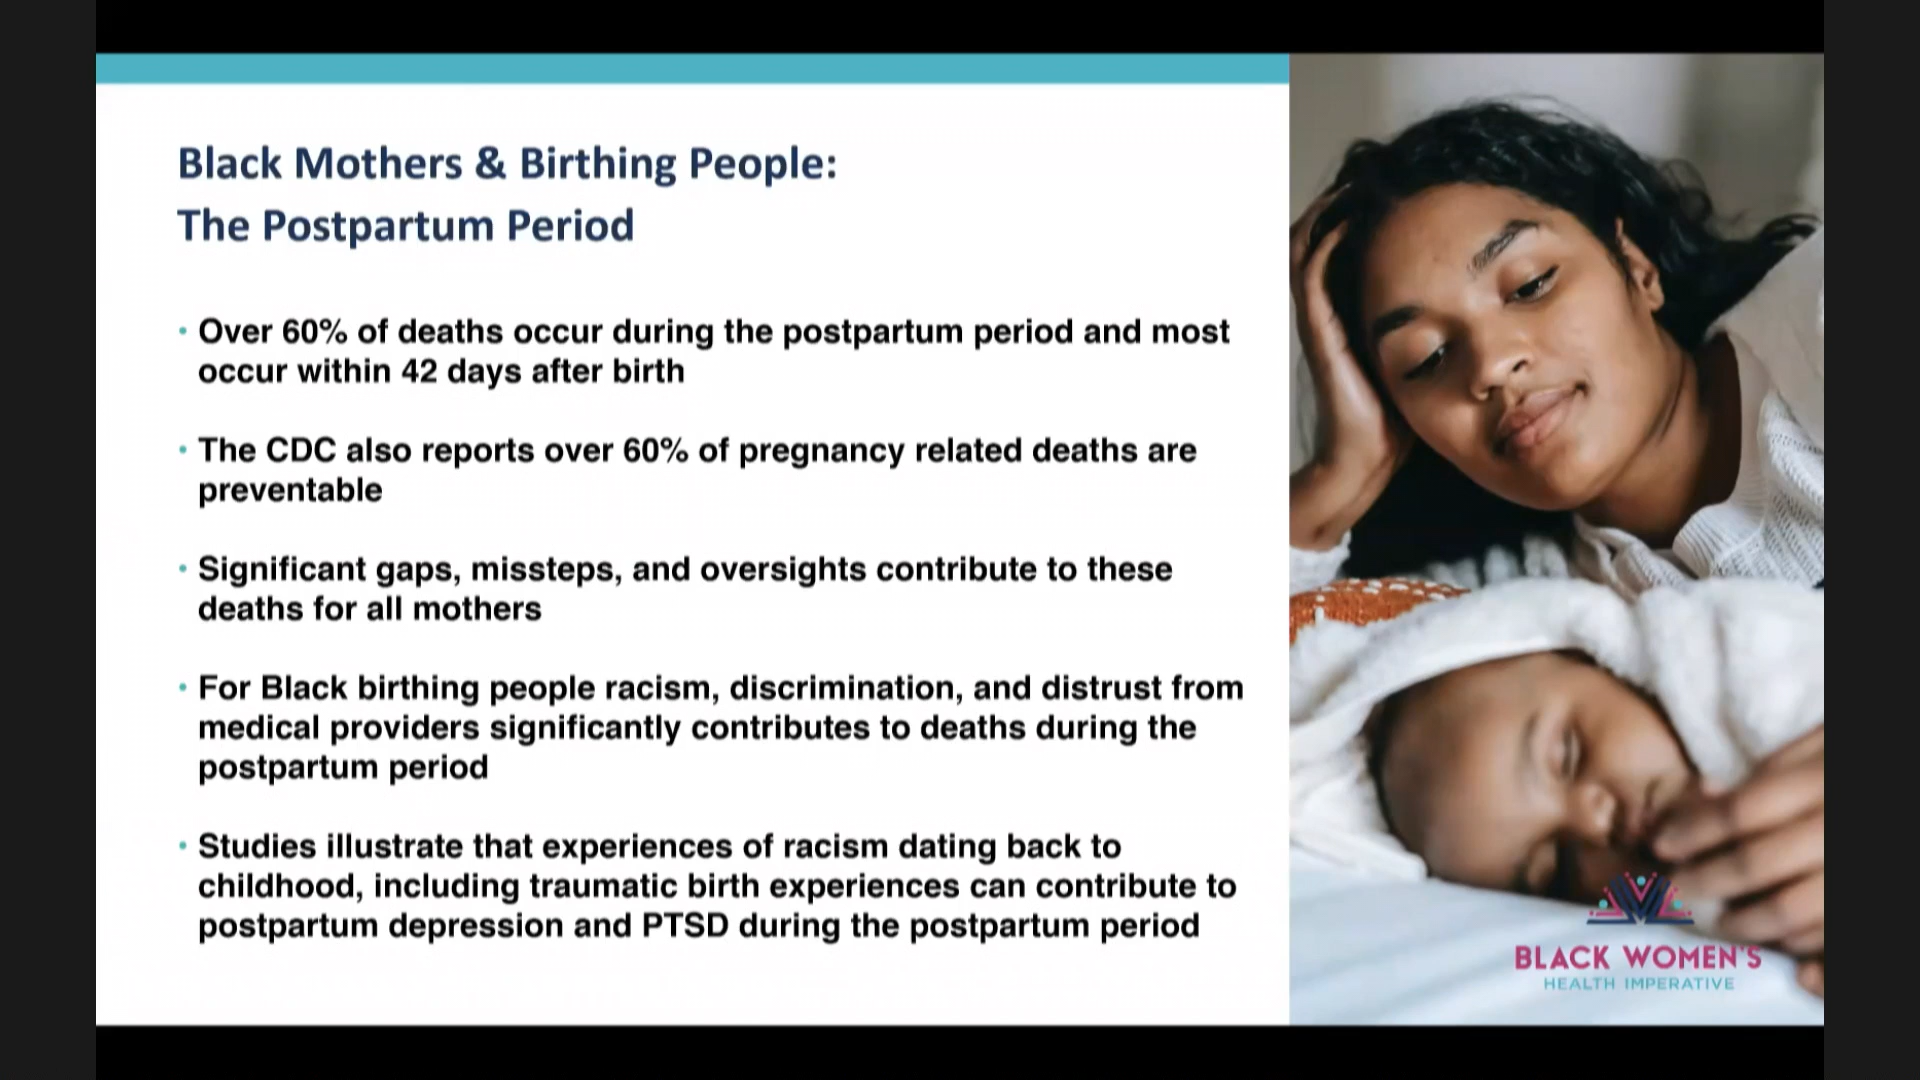 Black Mothers & Birthing People:
The Postpartum Period
• Over 60% of deaths occur during the postpartum period and most
occur within 42 days after birth
• The CDC also reports over 60% of pregnancy related deaths are
preventable
• Significant gaps, missteps, and oversights contribute to these
deaths for all mothers
• For Black birthing people racism, discrimination, and distrust from
medical providers significantly contributes to deaths during the
postpartum period
• Studies illustrate that experiences of racism dating back to
childhood, including traumatic birth experiences can contribute to
postpartum depression and PTSD during the postpartum period
BLACK WOMEN'S
HEALTH IMPERATIVE